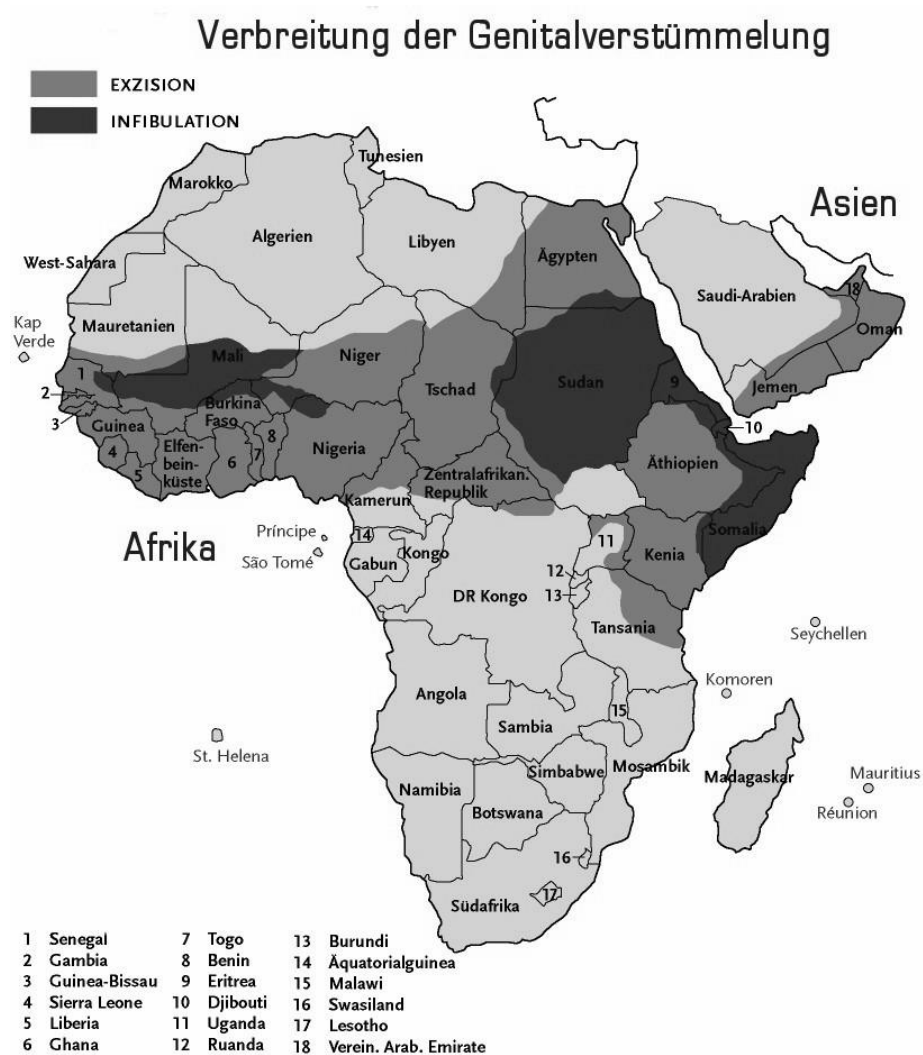 Verbreitung der Genitalverstümmelung
EXZISION
INFIBULATION
Tunesien
Marokko
Asien
Algerien
Libyen
Ägypten
West-Sahara
Saudi-Arabien
18
Mauretanien
Oman
Kap
Verde
Mali
Niger
1
Tschad
Sudan
9
Jemen
2
3
Burkina
Faso
10
Guinea
8
Nigeria
4
Elfen-
bein-
küste
6
7
5
Zentralafrikan.
Republik
Äthiopien
Kamerun
Somalia
Afrika
Príncipe
São Tomé
14
Kongo
Gabun
11
Kenia
12
13
DR Kongo
Tansania
Seychellen
Komoren
Angola
15
Sambia
St. Helena
Simbabwe
Mosambik
Madagaskar
Mauritius
Réunion
Namibia
Botswana
16
17
Südafrika
1 Senegal
2 Gambia
3 Guinea-Bissau
4 Sierra Leone
5 Liberia
6 Ghana
7 Togo
8 Benin
9 Eritrea
10 Djibouti
11 Uganda
12 Ruanda
13 Burundi
14 Äquatorialguinea
15 Malawi
16 Swasiland
17 Lesotho
18 Verein. Arab. Emirate